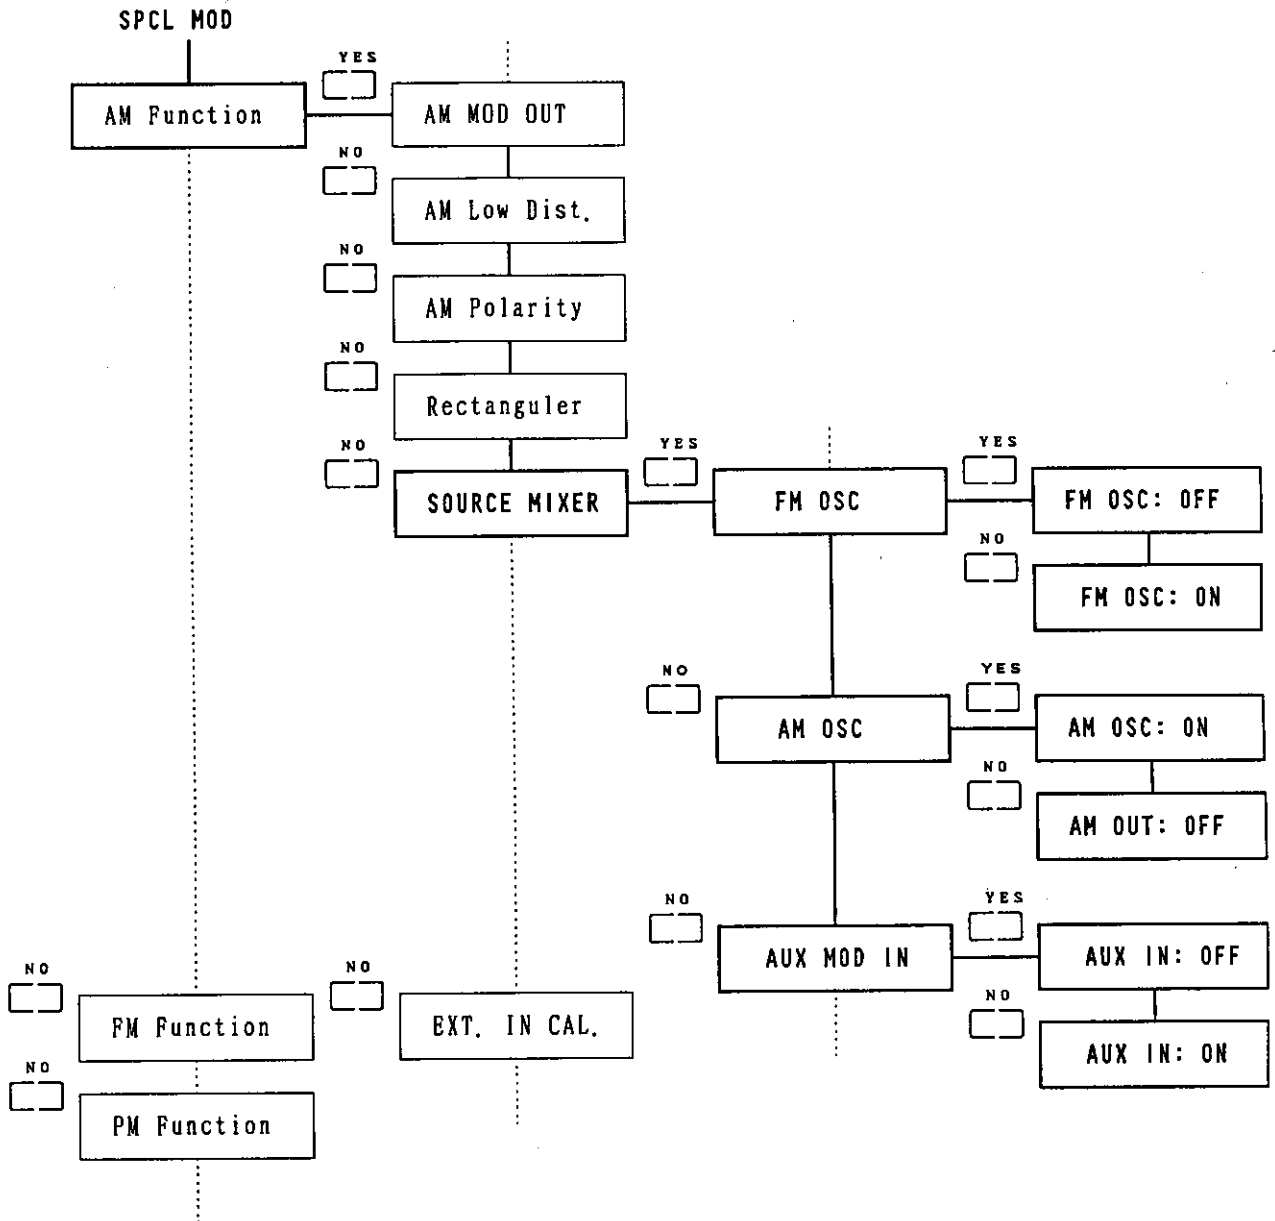 SPCL MOD
YES
AM Function
AM MOD OUT
NO
AM Low Dist.
NO
AM Polarity
NO
Rectanguler
NO
YES
YES
SOURCE MIXER
FM OSC
FM OSC: OFF
NO
FM OSC: ON
NO
YES
AM OSC
AM OSC: ON
NO
AM OUT: OFF
NO
YES
AUX MOD IN
AUX IN: OFF
NO
NO
NO
FM Function
EXT. IN CAL.
AUX IN: ON
NO
PM Function